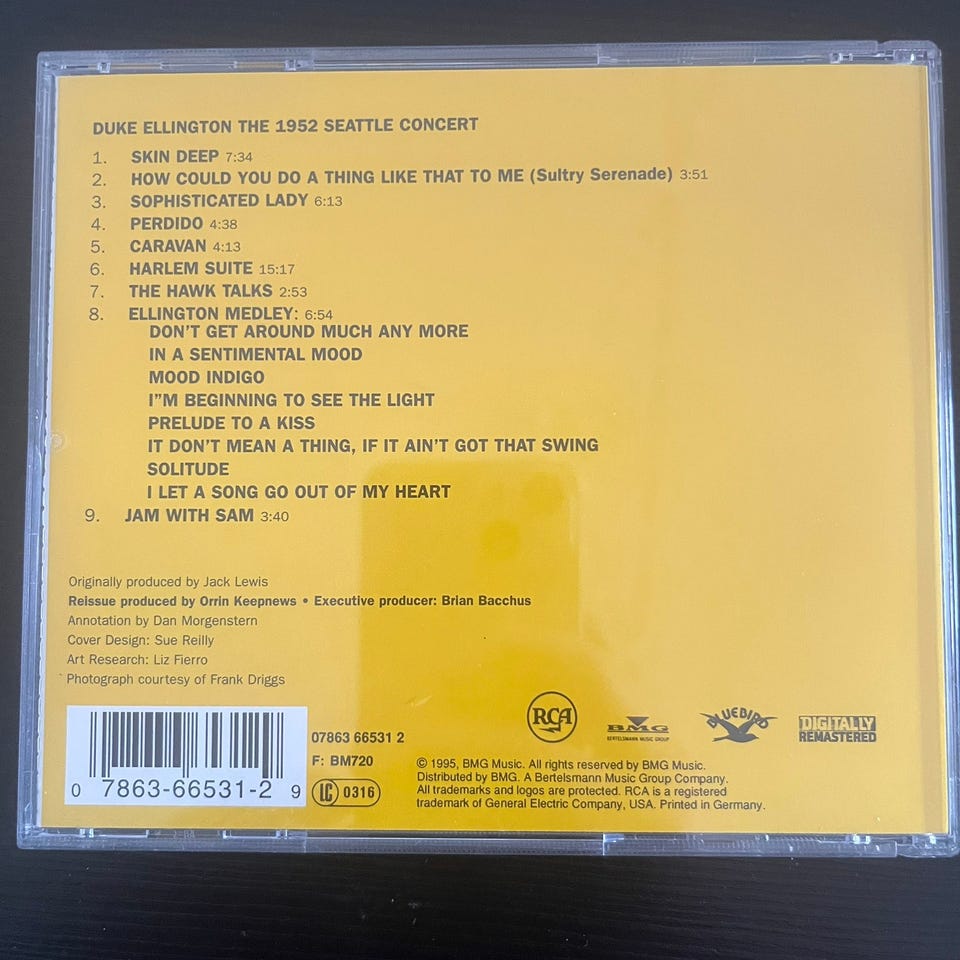 DUKE ELLINGTON THE 1952 SEATTLE CONCERT
1. SKIN DEEP 7:34
2. HOW COULD YOU DO A THING LIKE THAT TO ME (Sultry Serenade) 3:51
3. SOPHISTICATED LADY 6:13
4. PERDIDO 4:38
5. CARAVAN 4:13
6. HARLEM SUITE 15:17
7. THE HAWK TALKS 2:53
8. ELLINGTON MEDLEY: 6:54
DON'T GET AROUND MUCH ANY MORE
IN A SENTIMENTAL MOOD
MOOD INDIGO
I"M BEGINNING TO SEE THE LIGHT
PRELUDE TO A KISS
IT DON'T MEAN A THING, IF IT AIN'T GOT THAT SWING
SOLITUDE
I LET A SONG GO OUT OF MY HEART
9. JAM WITH SAM 3:40
Originally produced by Jack Lewis
Reissue produced by Orrin Keepnews • Executive producer: Brian Bacchus
Annotation by Dan Morgenstern
Cover Design: Sue Reilly
Art Research: Liz Fierro
Photograph courtesy of Frank Driggs
0 7863-66531-2 9
07863 66531 2
F: BM720
LC 0316
RCA
BMG
BERTELSMANN MUSIC GROUP
BLUEBIRD
DIGITALLY
REMASTERED
© 1995, BMG Music. All rights reserved by BMG Music.
Distributed by BMG. A Bertelsmann Music Group Company.
All trademarks and logos are protected. RCA is a registered
trademark of General Electric Company, USA. Printed in Germany.